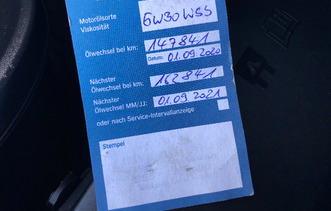 Motorölsorte
Viskosität 5W30 WSS
Ölwechsel bei km: 147841
Datum: 01.09.2020
Nächster
Ölwechsel bei km: 162841
Nächster
Ölwechsel MM/JJ: 01.09 2021
oder nach Service-Intervallanzeige
Stempel